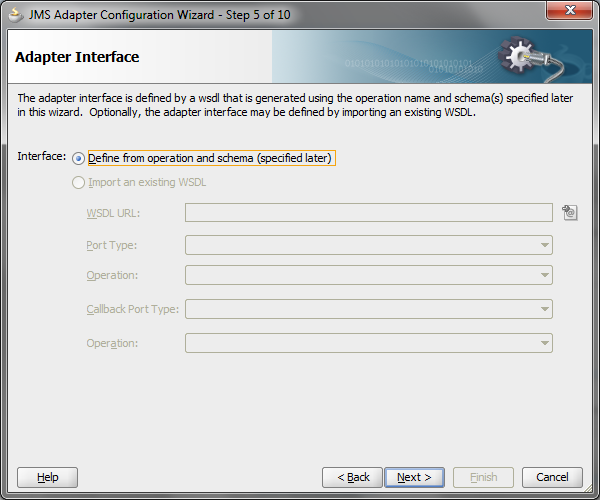 JMS Adapter Configuration Wizard - Step 5 of 10
Adapter Interface
The adapter interface is defined by a wsdl that is generated using the operation name and schema(s) specified later
in this wizard. Optionally, the adapter interface may be defined by importing an existing WSDL.
Interface: Define from operation and schema (specified later)
Import an existing WSDL
WSDL URL:
Port Type:
Operation:
Callback Port Type:
Operation:
Help < Back Next > Finish Cancel